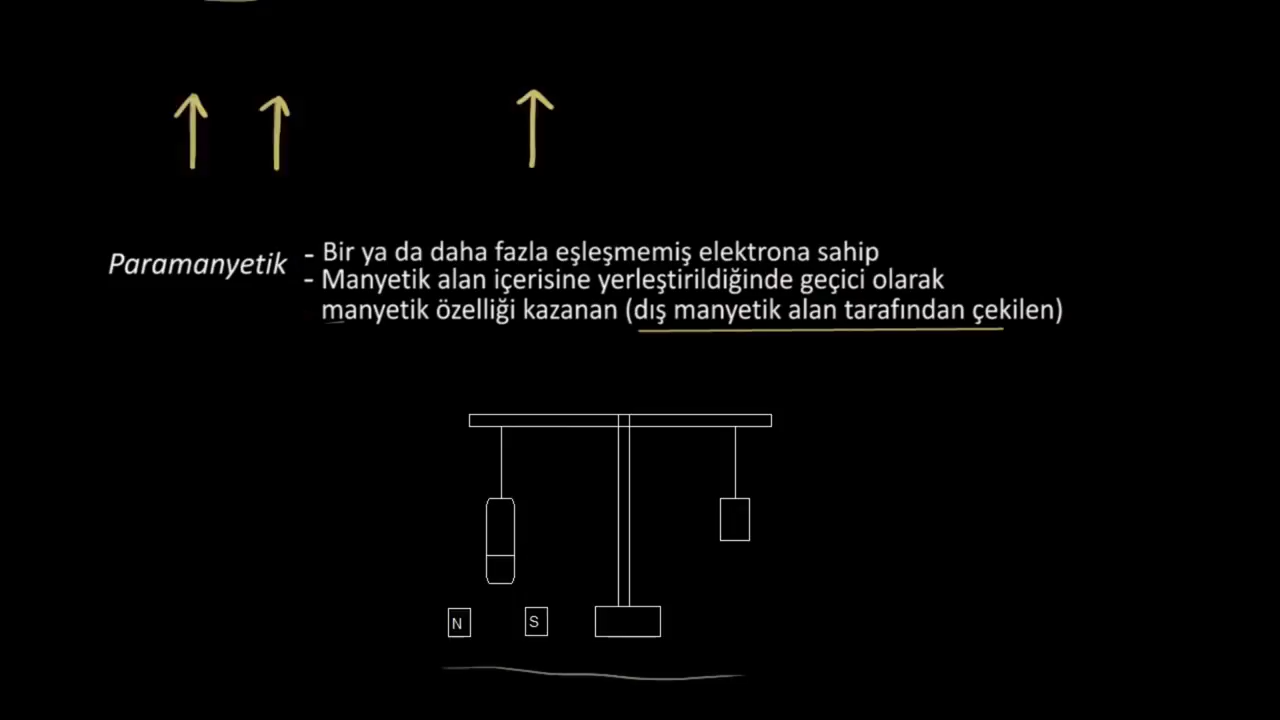 Paramanyetik - Bir ya da daha fazla eşleşmemiş elektrona sahip
- Manyetik alan içerisine yerleştirildiğinde geçici olarak
manyetik özelliği kazanan (dış manyetik alan tarafından çekilen)
N S